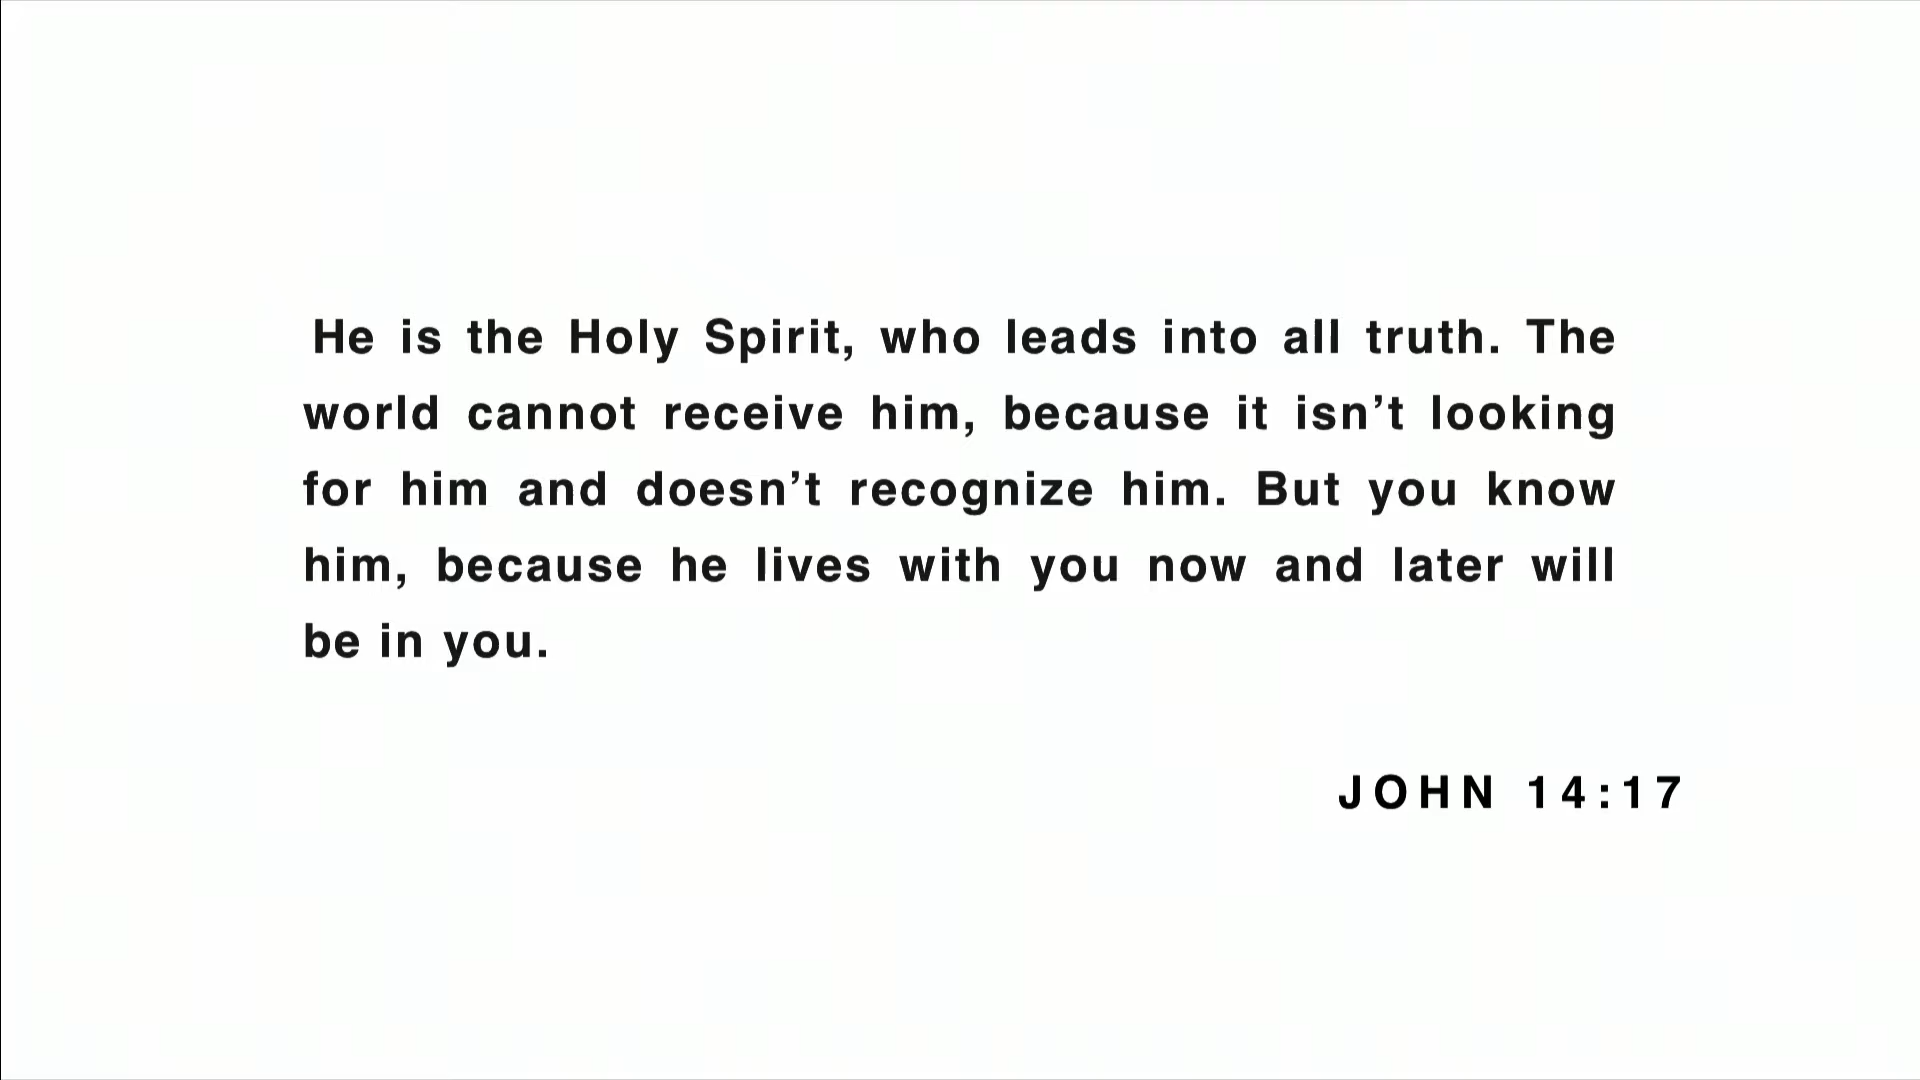 He is the Holy Spirit, who leads into all truth. The
world cannot receive him, because it isn’t looking
for him and doesn’t recognize him. But you know
him, because he lives with you now and later will
be in you.
JOHN 14:17